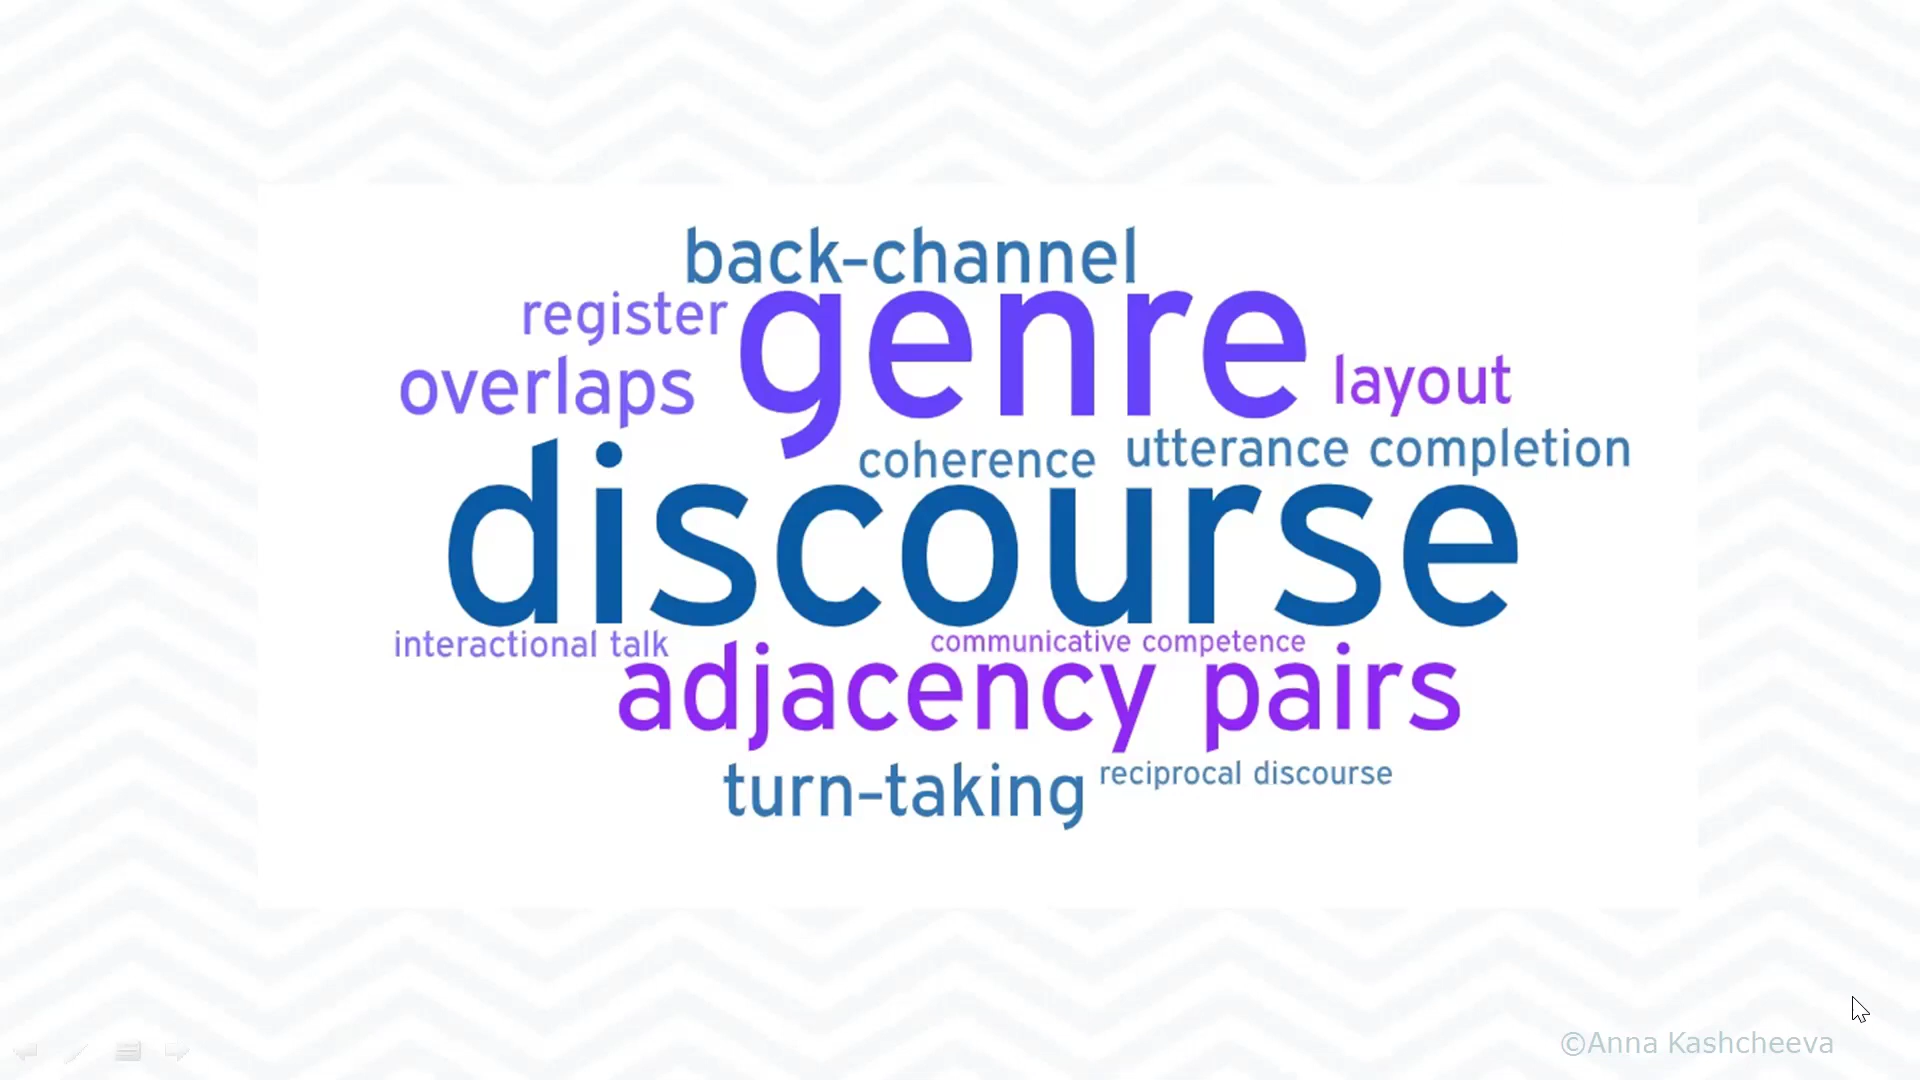 back-channel
register
genre
overlaps
layout
coherence
utterance completion
discourse
interactional talk
communicative competence
adjacency pairs
turn-taking
reciprocal discourse
©Anna Kashcheeva